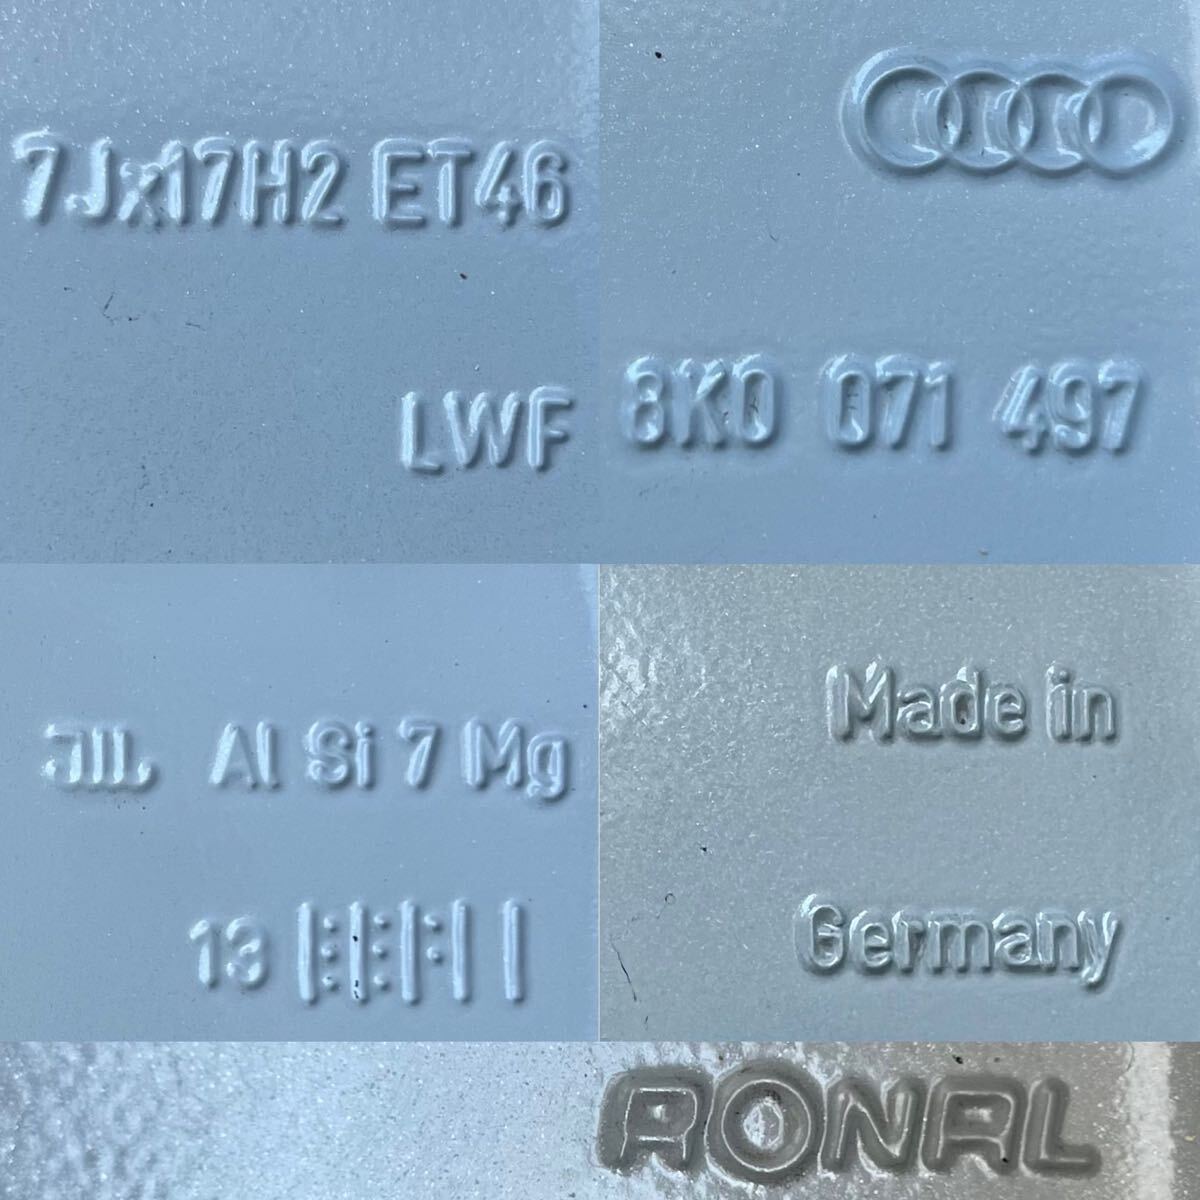 7Jx17H2 ET46
LWF
8K0 071 497
Al Si 7 Mg
13
Made in
Germany
RONAL